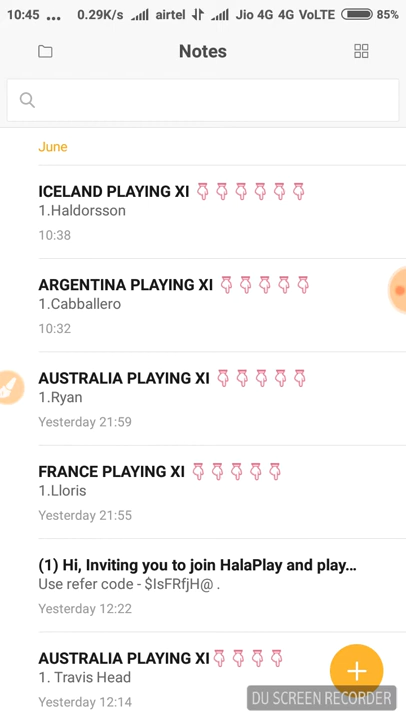 10:45 ... 0.29K/s airtel Jio 4G 4G VoLTE 85%
Notes
June
ICELAND PLAYING XI 👇👇👇👇👇👇
1.Haldorsson
10:38
ARGENTINA PLAYING XI 👇👇👇👇👇
1.Cabballero
10:32
AUSTRALIA PLAYING XI 👇👇👇👇👇
1.Ryan
Yesterday 21:59
FRANCE PLAYING XI 👇👇👇👇👇
1.Lloris
Yesterday 21:55
(1) Hi, Inviting you to join HalaPlay and play...
Use refer code - $IsFRfjH@ .
Yesterday 12:22
AUSTRALIA PLAYING XI👇👇👇👇
1. Travis Head
Yesterday 12:14
DU SCREEN RECORDER